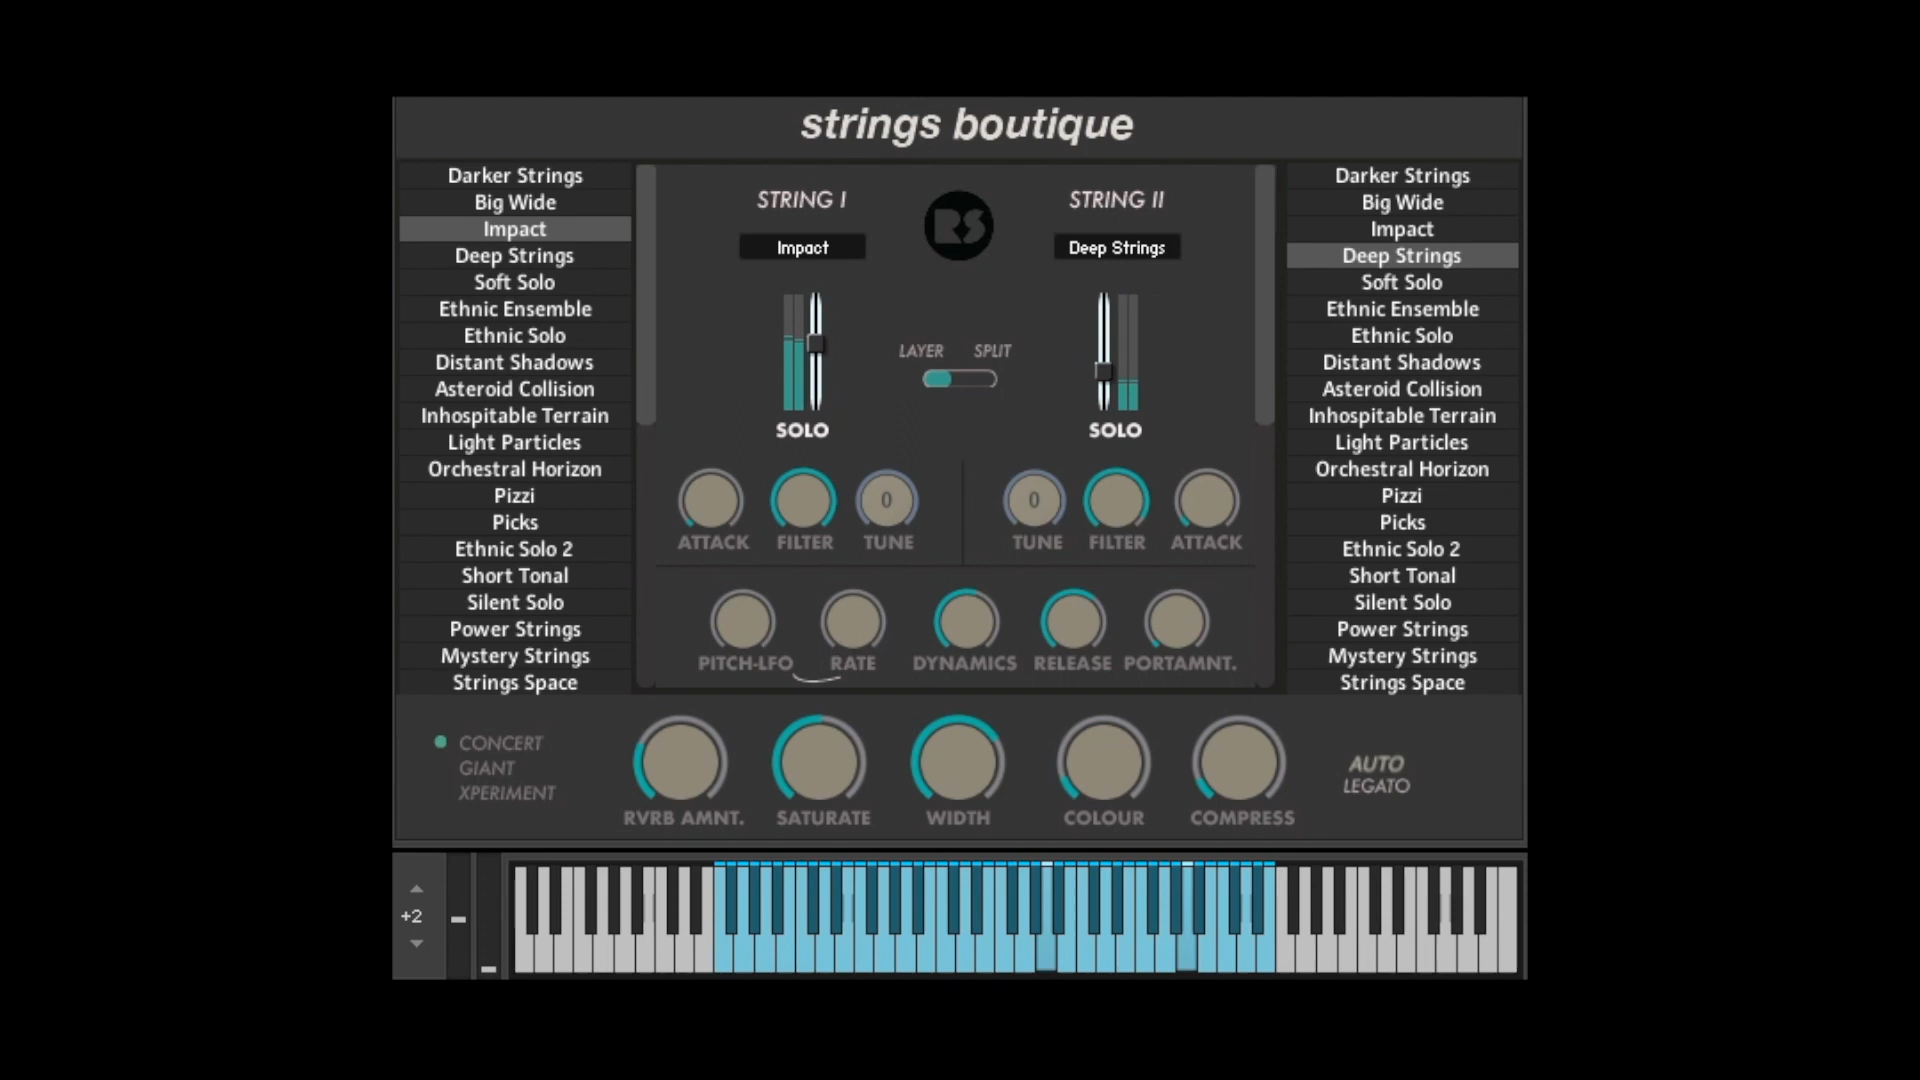 strings boutique
Darker Strings
Big Wide
Impact
Deep Strings
Soft Solo
Ethnic Ensemble
Ethnic Solo
Distant Shadows
Asteroid Collision
Inhospitable Terrain
Light Particles
Orchestral Horizon
Pizzi
Picks
Ethnic Solo 2
Short Tonal
Silent Solo
Power Strings
Mystery Strings
Strings Space
STRING I
Impact
SOLO
RS
STRING II
Deep Strings
SOLO
LAYER SPLIT
0 0
ATTACK FILTER TUNE TUNE FILTER ATTACK
PITCH-LFO RATE DYNAMICS RELEASE PORTAMNT.
Darker Strings
Big Wide
Impact
Deep Strings
Soft Solo
Ethnic Ensemble
Ethnic Solo
Distant Shadows
Asteroid Collision
Inhospitable Terrain
Light Particles
Orchestral Horizon
Pizzi
Picks
Ethnic Solo 2
Short Tonal
Silent Solo
Power Strings
Mystery Strings
Strings Space
CONCERT
GIANT
XPERIMENT
RVRB AMNT. SATURATE WIDTH COLOUR COMPRESS
AUTO
LEGATO
+2